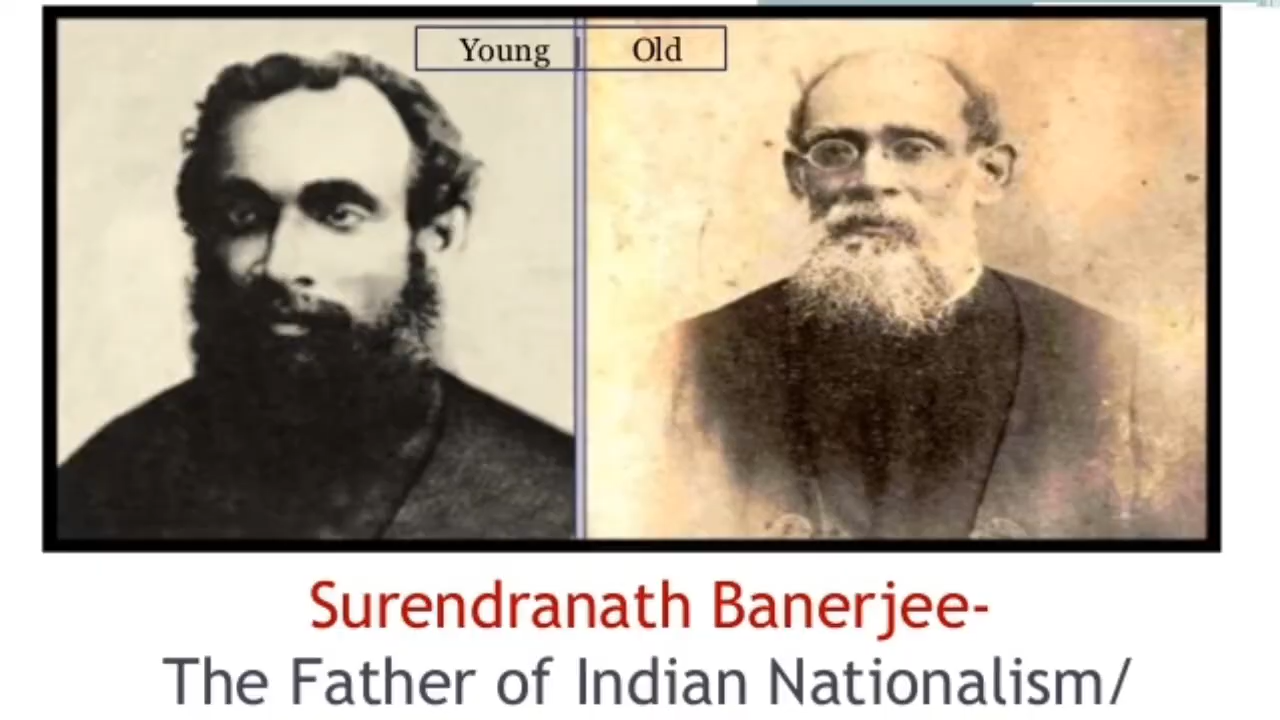 Young
Old
Surendranath Banerjee-
The Father of Indian Nationalism/